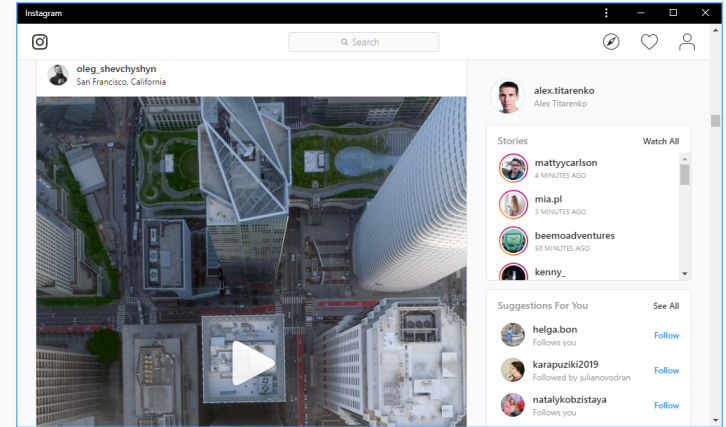 Instagram
Search
oleg_shevchyshyn
San Francisco, California
alex.titarenko
Alex Titarenko
Stories
Watch All
mattyycarlson
4 MINUTES AGO
mia.pl
3 MINUTES AGO
beemoadventures
50 MINUTES AGO
kenny_
Suggestions For You
See All
helga.bon
Follows you
Follow
karapuziki2019
Followed by julianovodran
Follow
natalykobzistaya
Follows you
Follow